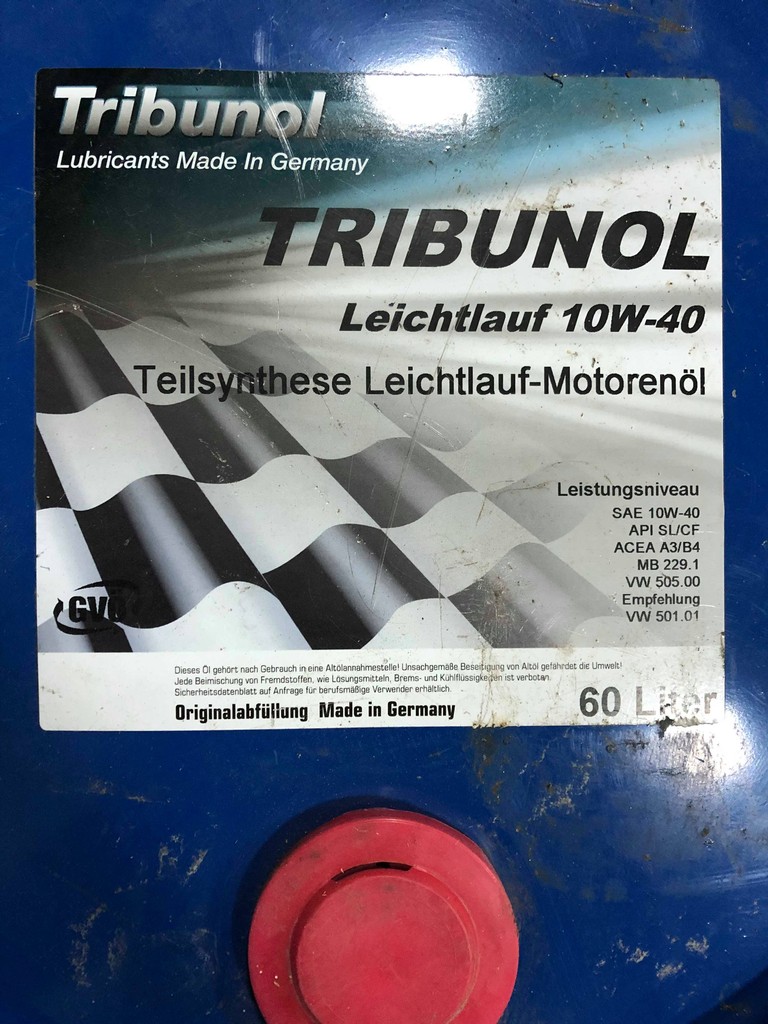 Tribunol
Lubricants Made In Germany
TRIBUNOL
Leichtlauf 10W-40
Teilsynthese Leichtlauf-Motorenöl
Leistungsniveau
SAE 10W-40
API SL/CF
ACEA A3/B4
MB 229.1
VW 505.00
Empfehlung
VW 501.01
GVÖ
Dieses Öl gehört nach Gebrauch in eine Altölannahmestelle! Unsachgemäße Beseitigung von Altöl gefährdet die Umwelt!
Jede Beimischung von Fremdstoffen, wie Lösungsmitteln, Brems- und Kühlflüssigkeiten ist verboten.
Sicherheitsdatenblatt auf Anfrage für berufsmäßige Verwender erhältlich.
Originalabfüllung Made in Germany
60 Liter